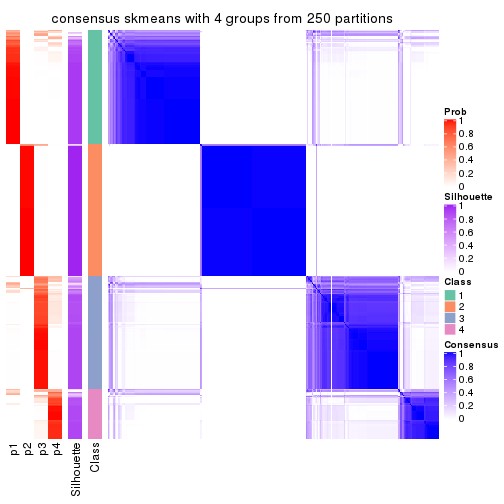 consensus skmeans with 4 groups from 250 partitions
Prob
1
0.8
0.6
0.4
0.2
0
Silhouette
1
0.8
0.6
0.4
0.2
0
Class
1
2
3
4
Consensus
1
0.8
0.6
0.4
0.2
0
p1
p2
p3
p4
Silhouette
Class